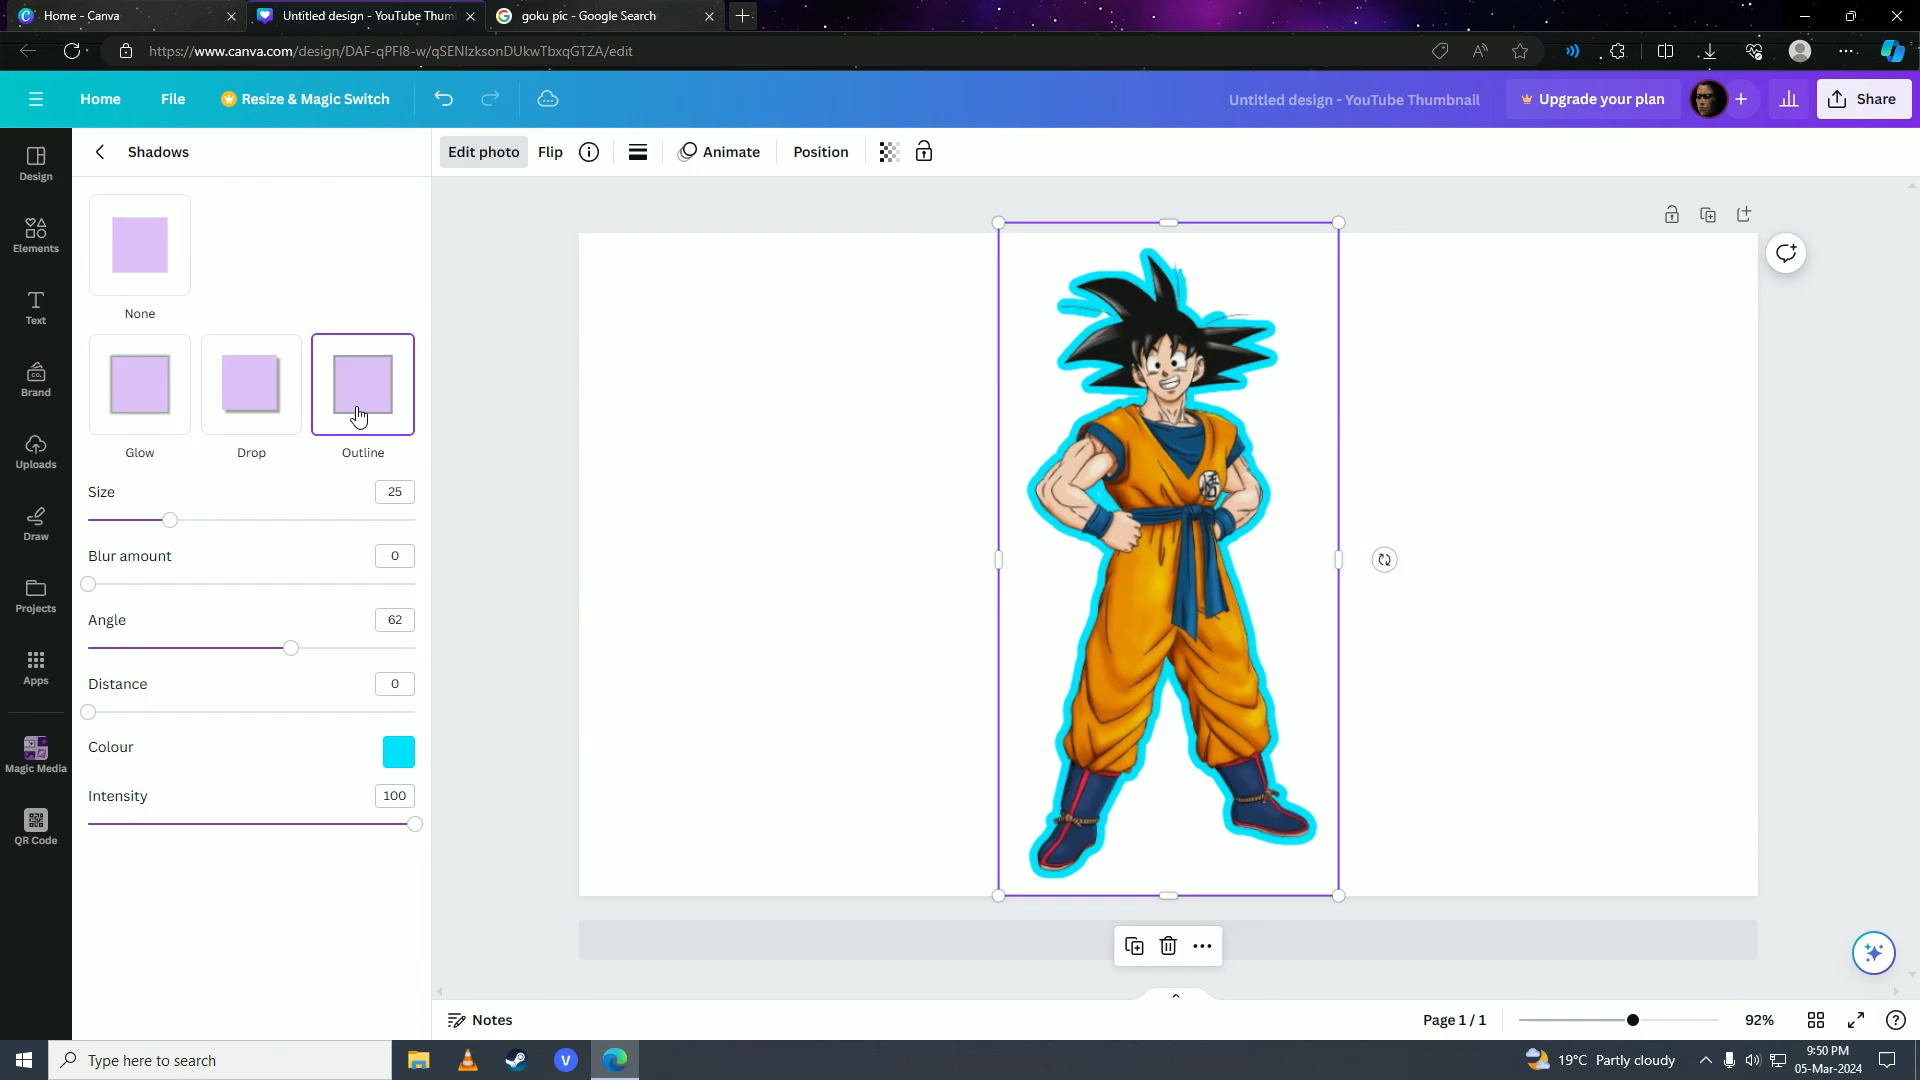 Home - Canva
Untitled design - YouTube Thum
goku pic - Google Search
https://www.canva.com/design/DAF-qPFI8-w/qSENIzksonDUkwTbxqGTZA/edit
Home
File
Resize & Magic Switch
Untitled design - YouTube Thumbnail
Upgrade your plan
Share
Design
Elements
Text
Brand
Uploads
Draw
Projects
Apps
Magic Media
QR Code
Shadows
None
Glow
Drop
Outline
Size 25
Blur amount 0
Angle 62
Distance 0
Colour
Intensity 100
Edit photo
Flip
Animate
Position
Notes
Page 1 / 1
92%
Type here to search
19°C Partly cloudy
9:50 PM
05-Mar-2024